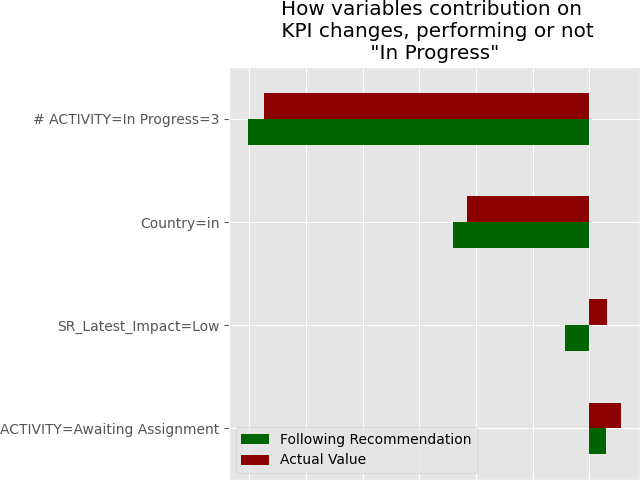 How variables contribution on
KPI changes, performing or not
"In Progress"
# ACTIVITY=In Progress=3
Country=in
SR_Latest_Impact=Low
ACTIVITY=Awaiting Assignment
Following Recommendation
Actual Value